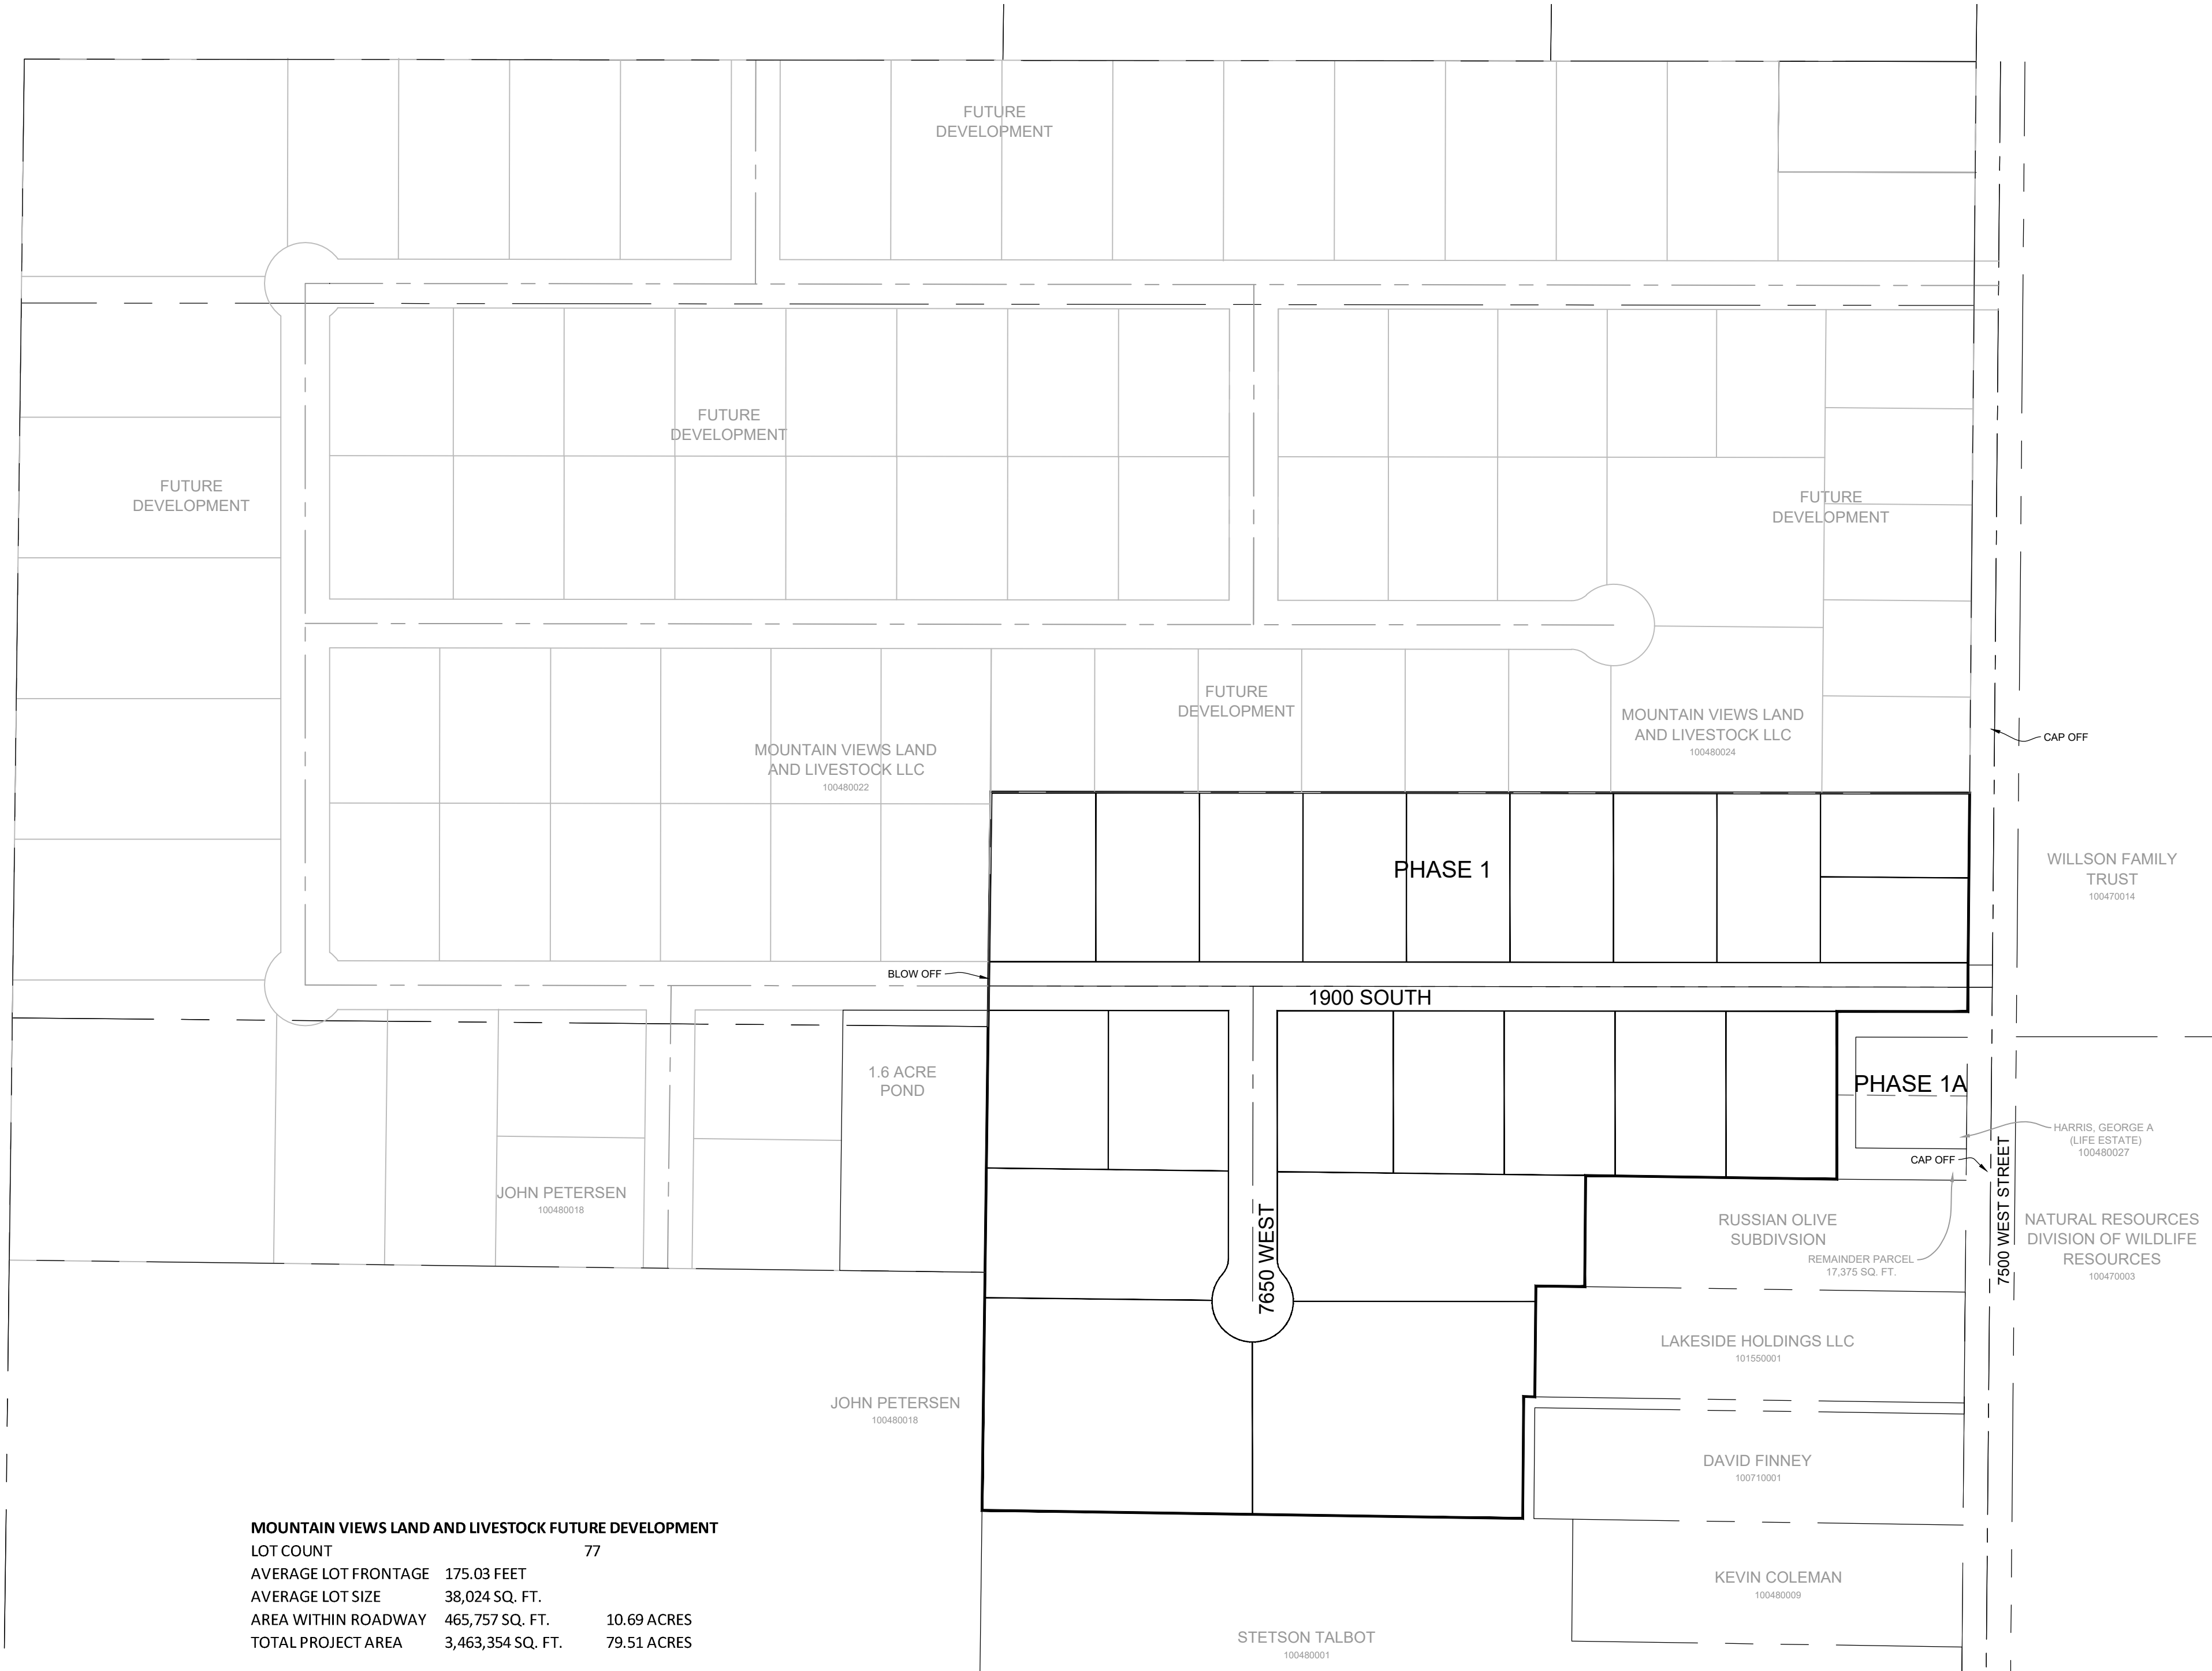 FUTURE
DEVELOPMENT
FUTURE
DEVELOPMENT
FUTURE
DEVELOPMENT
FUTURE
DEVELOPMENT
FUTURE
DEVELOPMENT
MOUNTAIN VIEWS LAND
AND LIVESTOCK LLC
100480024
CAP OFF
MOUNTAIN VIEWS LAND
AND LIVESTOCK LLC
100480022
PHASE 1
WILLSON FAMILY
TRUST
100470014
BLOW OFF
1900 SOUTH
1.6 ACRE
POND
PHASE 1A
HARRIS, GEORGE A
(LIFE ESTATE)
100480027
CAP OFF
7500 WEST STREET
JOHN PETERSEN
100480018
7650 WEST
RUSSIAN OLIVE
SUBDIVSION
REMAINDER PARCEL
17,375 SQ. FT.
NATURAL RESOURCES
DIVISION OF WILDLIFE
RESOURCES
100470003
LAKESIDE HOLDINGS LLC
101550001
JOHN PETERSEN
100480018
DAVID FINNEY
100710001
KEVIN COLEMAN
100480009
STETSON TALBOT
100480001
MOUNTAIN VIEWS LAND AND LIVESTOCK FUTURE DEVELOPMENT
LOT COUNT 77
AVERAGE LOT FRONTAGE 175.03 FEET
AVERAGE LOT SIZE 38,024 SQ. FT.
AREA WITHIN ROADWAY 465,757 SQ. FT. 10.69 ACRES
TOTAL PROJECT AREA 3,463,354 SQ. FT. 79.51 ACRES